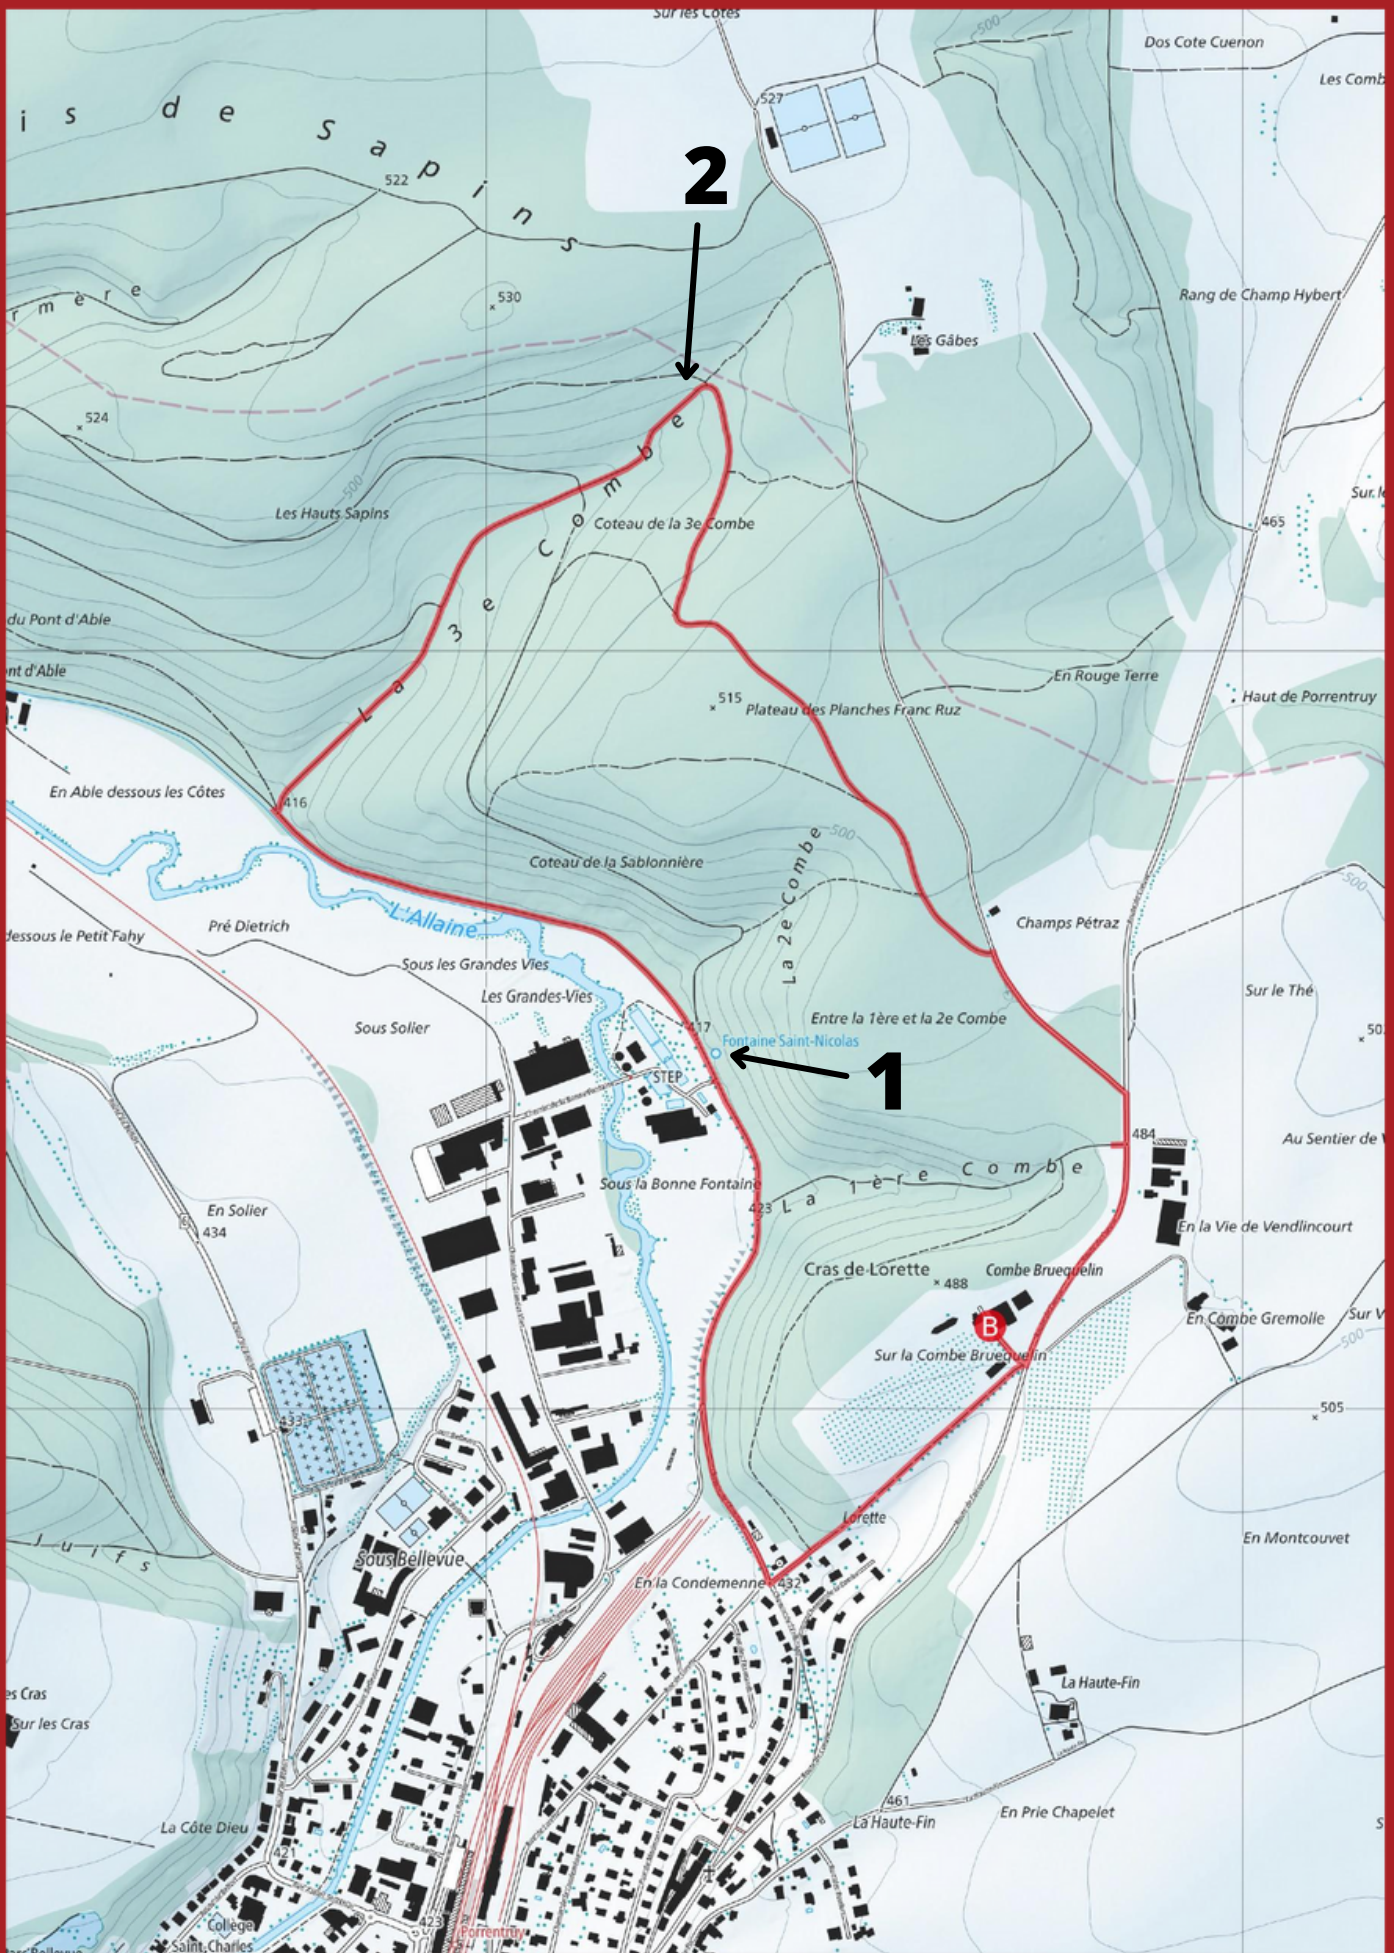 Sur les Côtes
500
Dos Cote Cuenon
Les Comb
527
is de Sapins
522
2
530
rmère
Rang de Champ Hybert
Les Gâbes
524
500
Les Hauts Sapins
Coteau de la 3e Combe
La 3e Combe
Sur le
465
du Pont d'Able
ont d'Able
En Rouge Terre
515
Plateau des Planches Franc Ruz
Haut de Porrentruy
En Able dessous les Côtes
416
500
Coteau de la Sablonnière
La 2e Combe
500
L'Allaine
Pré Dietrich
Champs Pétraz
dessous le Petit Fahy
Sous les Grandes Vies
Les Grandes-Vies
Sur le Thé
Sous Solier
417
Entre la 1ère et la 2e Combe
Fontaine Saint-Nicolas
1
STEP
484
Au Sentier de V
La 1ère Combe
Sous la Bonne Fontaine
423
En Solier
6
434
En la Vie de Vendlincourt
Cras de Lorette
488
Combe Bruequelin
En Combe Gremolle
Sur V
B
500
Sur la Combe Bruequelin
433
505
Lorette
Juifs
Sous Bellevue
En Montcouvet
En la Condemenne
432
es Cras
La Haute-Fin
Sur les Cras
461
La Haute-Fin
En Prie Chapelet
La Côte Dieu
S
421
Collège
Saint-Charles
423
Porrentruy